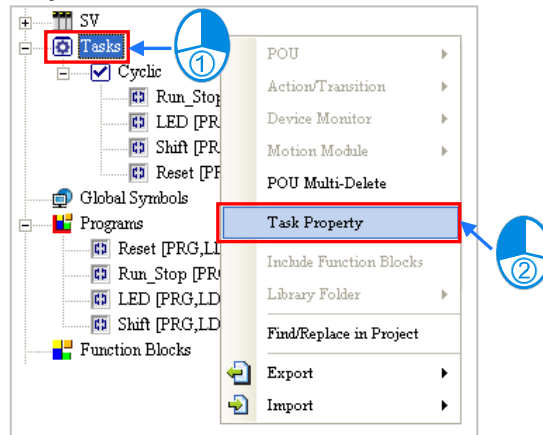 SV
Tasks
Cyclic
Run_Stop
LED [PR
Shift [PR
Reset [PR
Global Symbols
Programs
Reset [PRG,LD
Run_Stop [PRG
LED [PRG,LD
Shift [PRG,LD
Function Blocks
POU
Action/Transition
Device Monitor
Motion Module
POU Multi-Delete
Task Property
Include Function Blocks
Library Folder
Find/Replace in Project
Export
Import
1
2